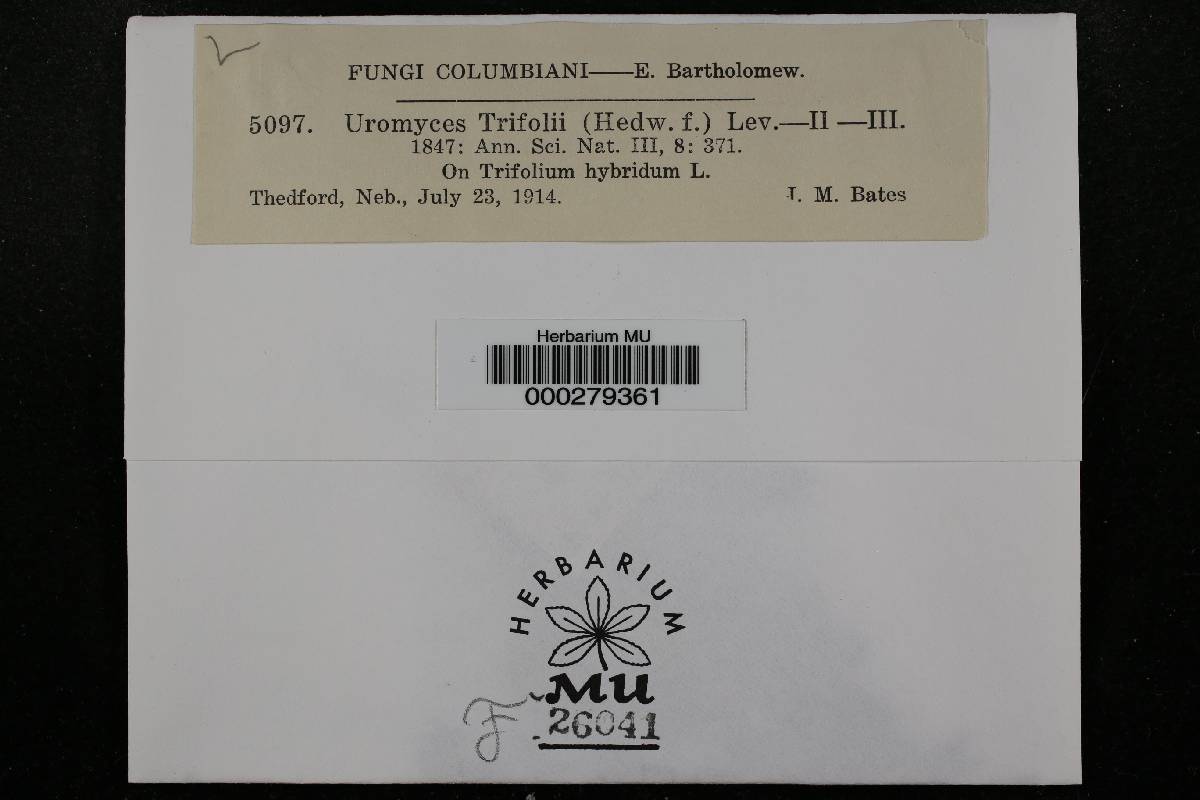 FUNGI COLUMBIANI——E. Bartholomew.
5097. Uromyces Trifolii (Hedw. f.) Lev.—II —III.
1847: Ann. Sci. Nat. III, 8: 371.
On Trifolium hybridum L.
Thedford, Neb., July 23, 1914. J. M. Bates
Herbarium MU
000279361
HERBARIUM
MU
F
26041